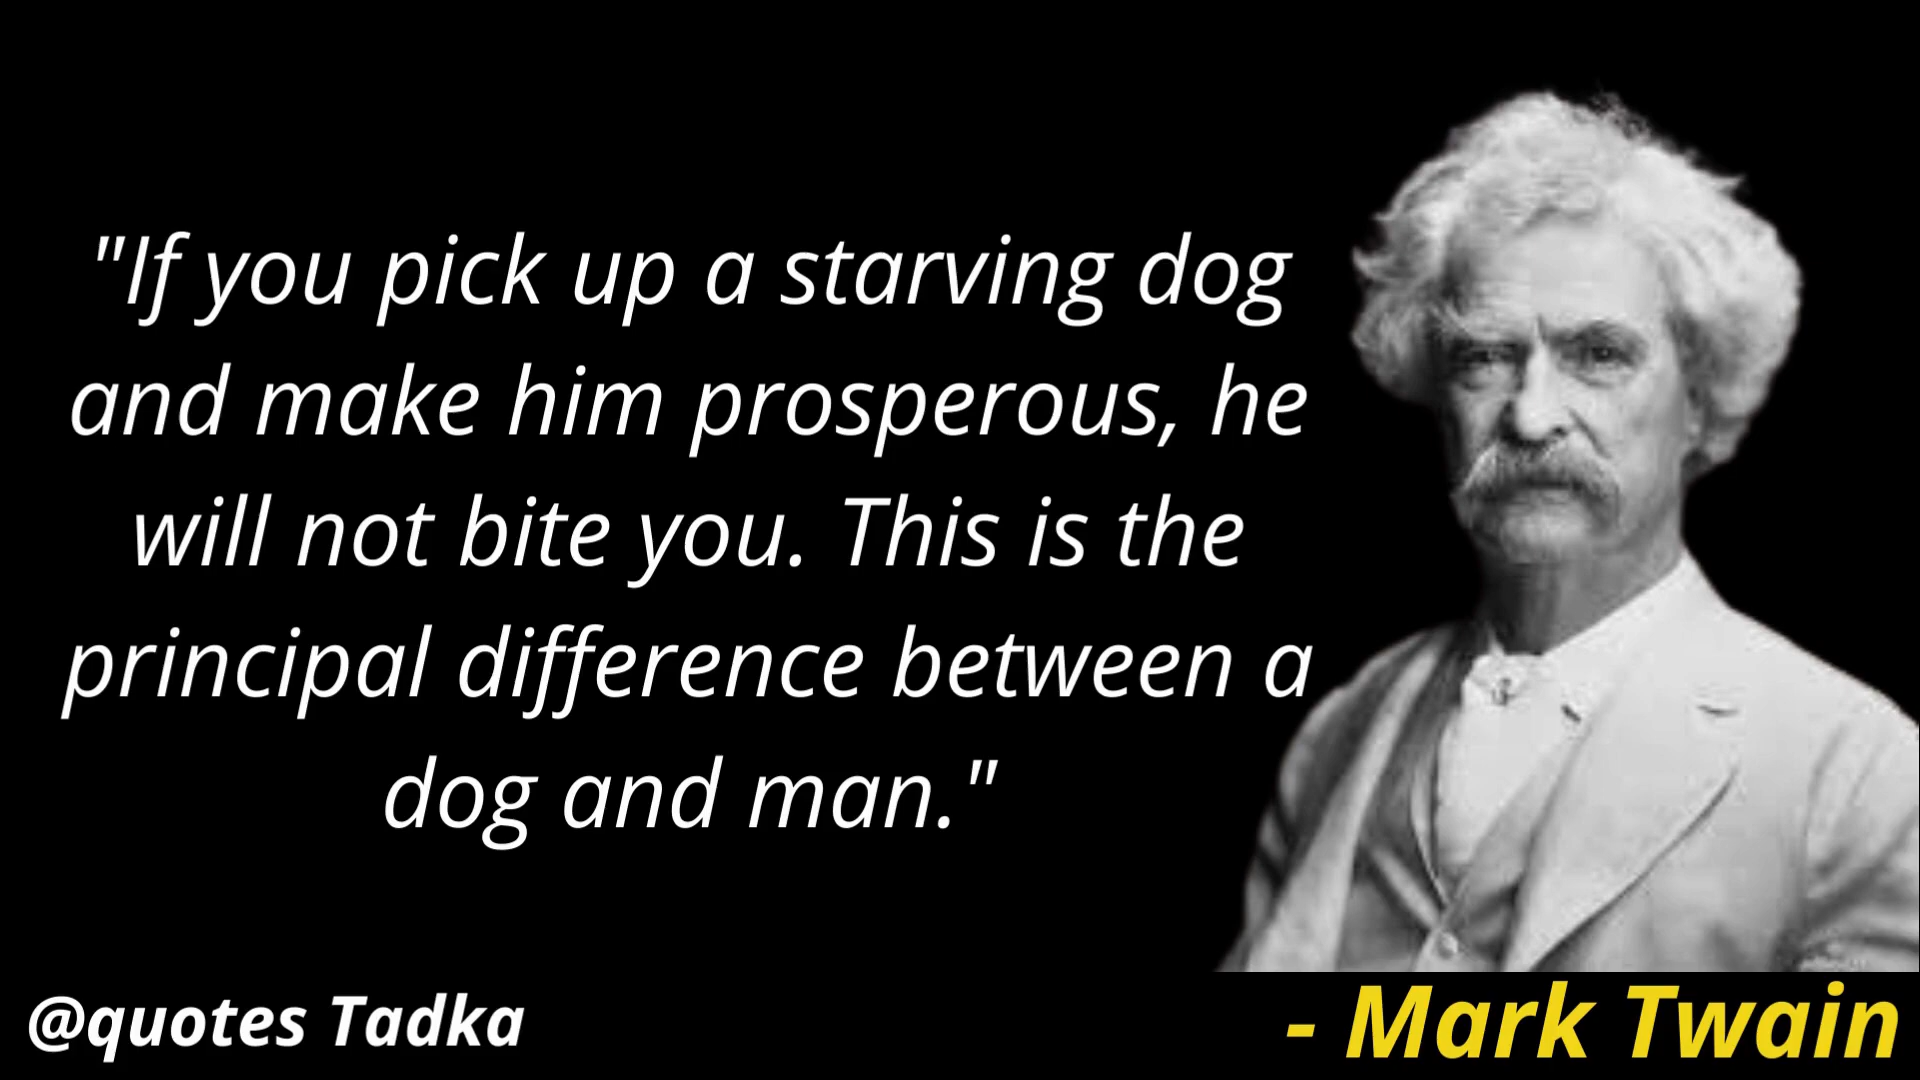 "If you pick up a starving dog
and make him prosperous, he
will not bite you. This is the
principal difference between a
dog and man."
@quotes Tadka
- Mark Twain